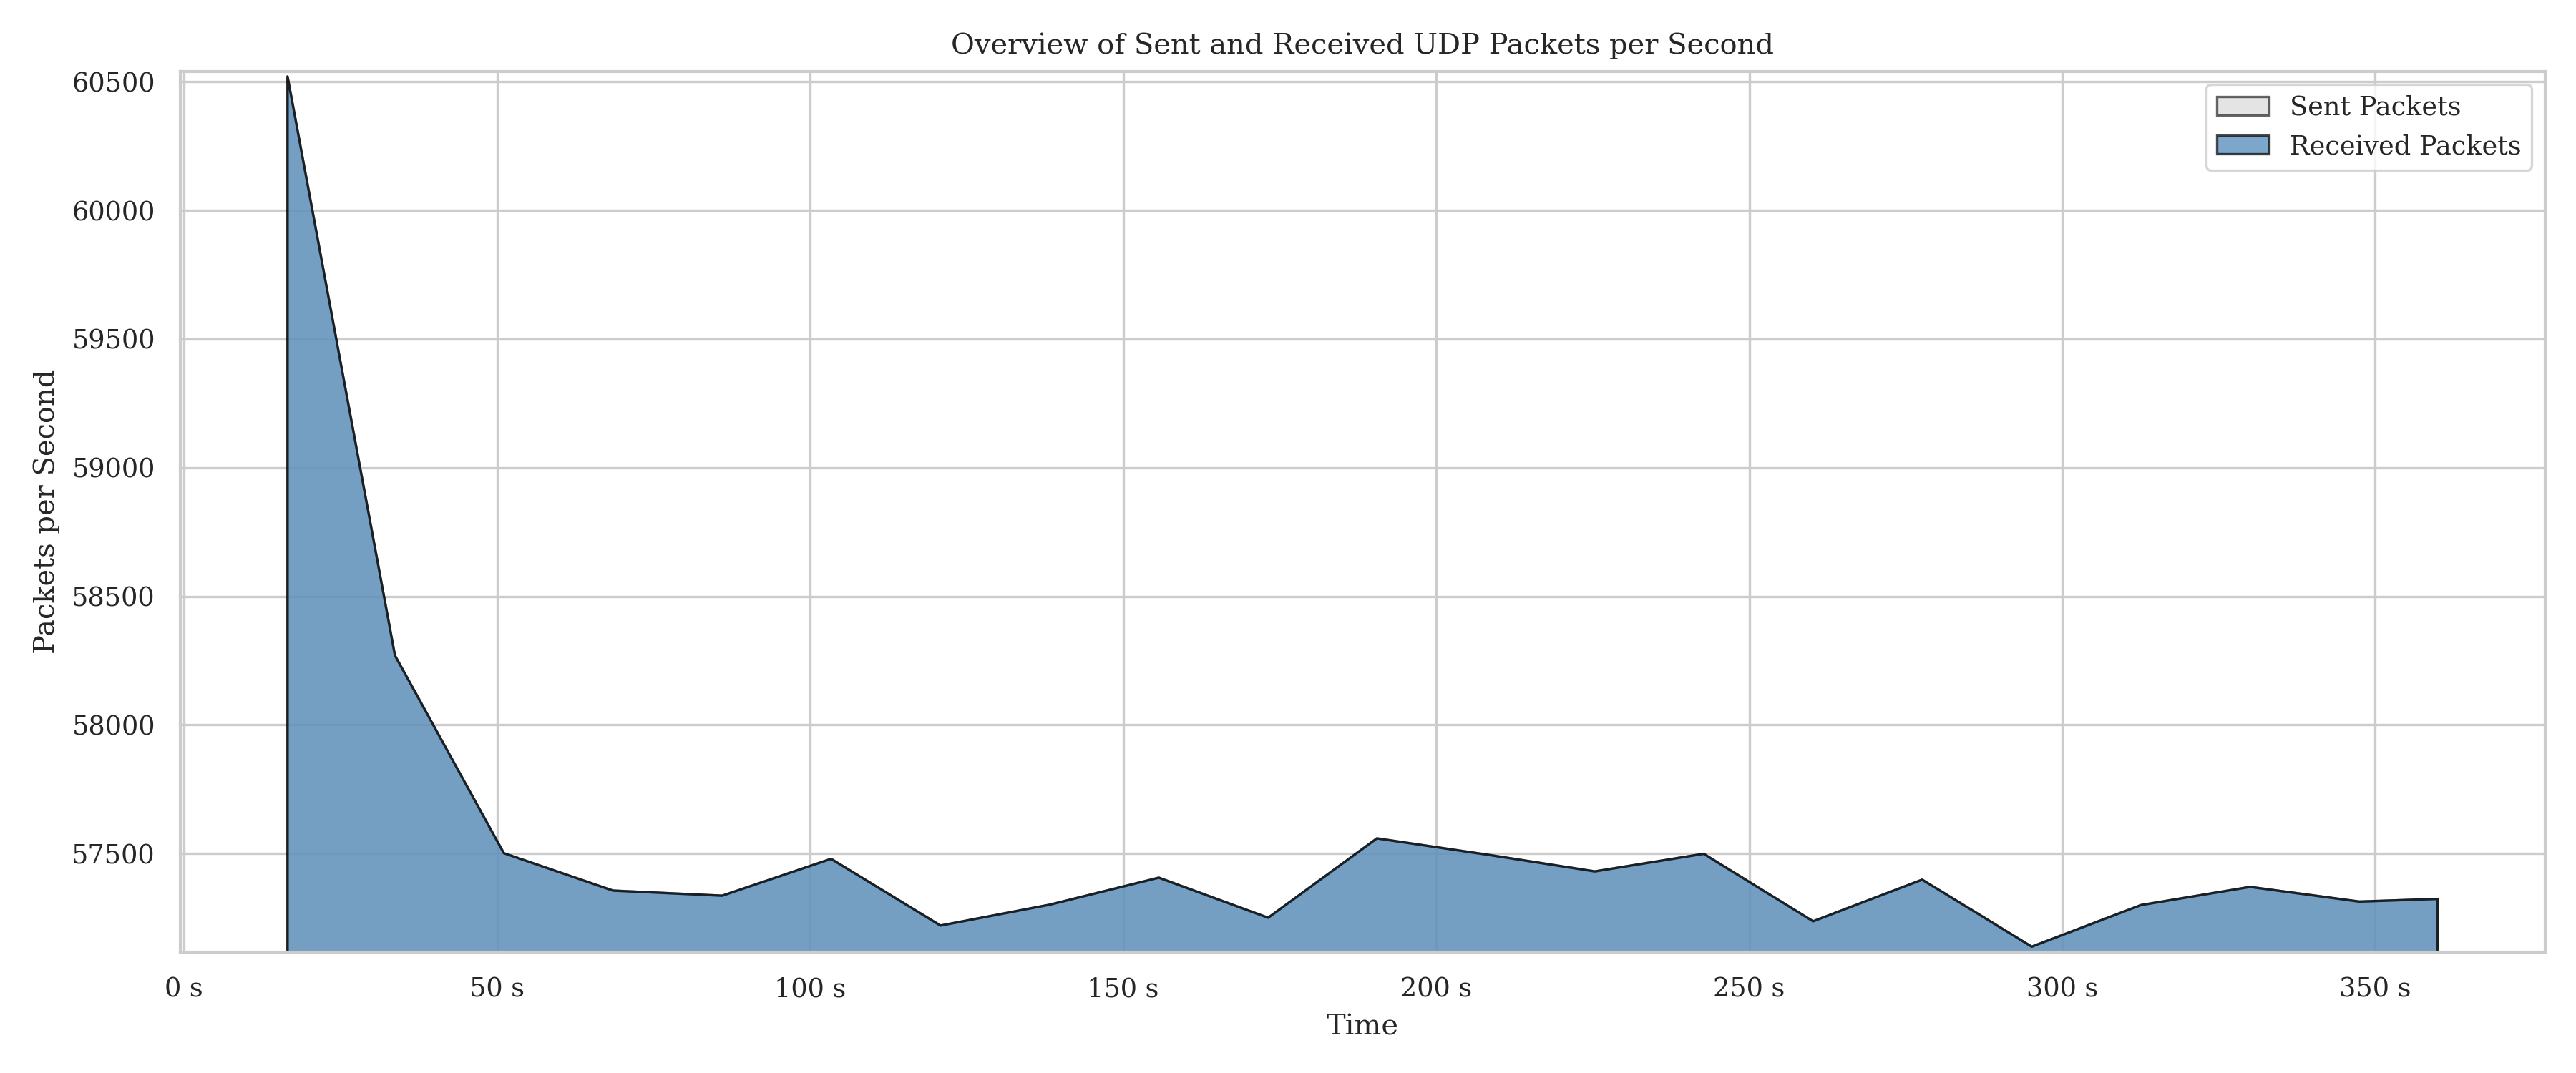 Overview of Sent and Received UDP Packets per Second
Sent Packets
Received Packets
Packets per Second
60500
60000
59500
59000
58500
58000
57500
0 s 50 s 100 s 150 s 200 s 250 s 300 s 350 s
Time